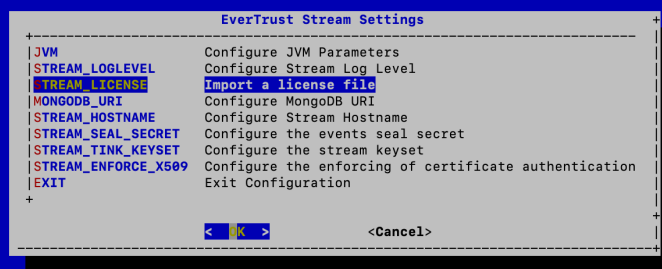 EverTrust Stream Settings
JVM Configure JVM Parameters
STREAM_LOGLEVEL Configure Stream Log Level
STREAM_LICENSE Import a license file
MONGODB_URI Configure MongoDB URI
STREAM_HOSTNAME Configure Stream Hostname
STREAM_SEAL_SECRET Configure the events seal secret
STREAM_TINK_KEYSET Configure the stream keyset
STREAM_ENFORCE_X509 Configure the enforcing of certificate authentication
EXIT Exit Configuration
< OK > <Cancel>